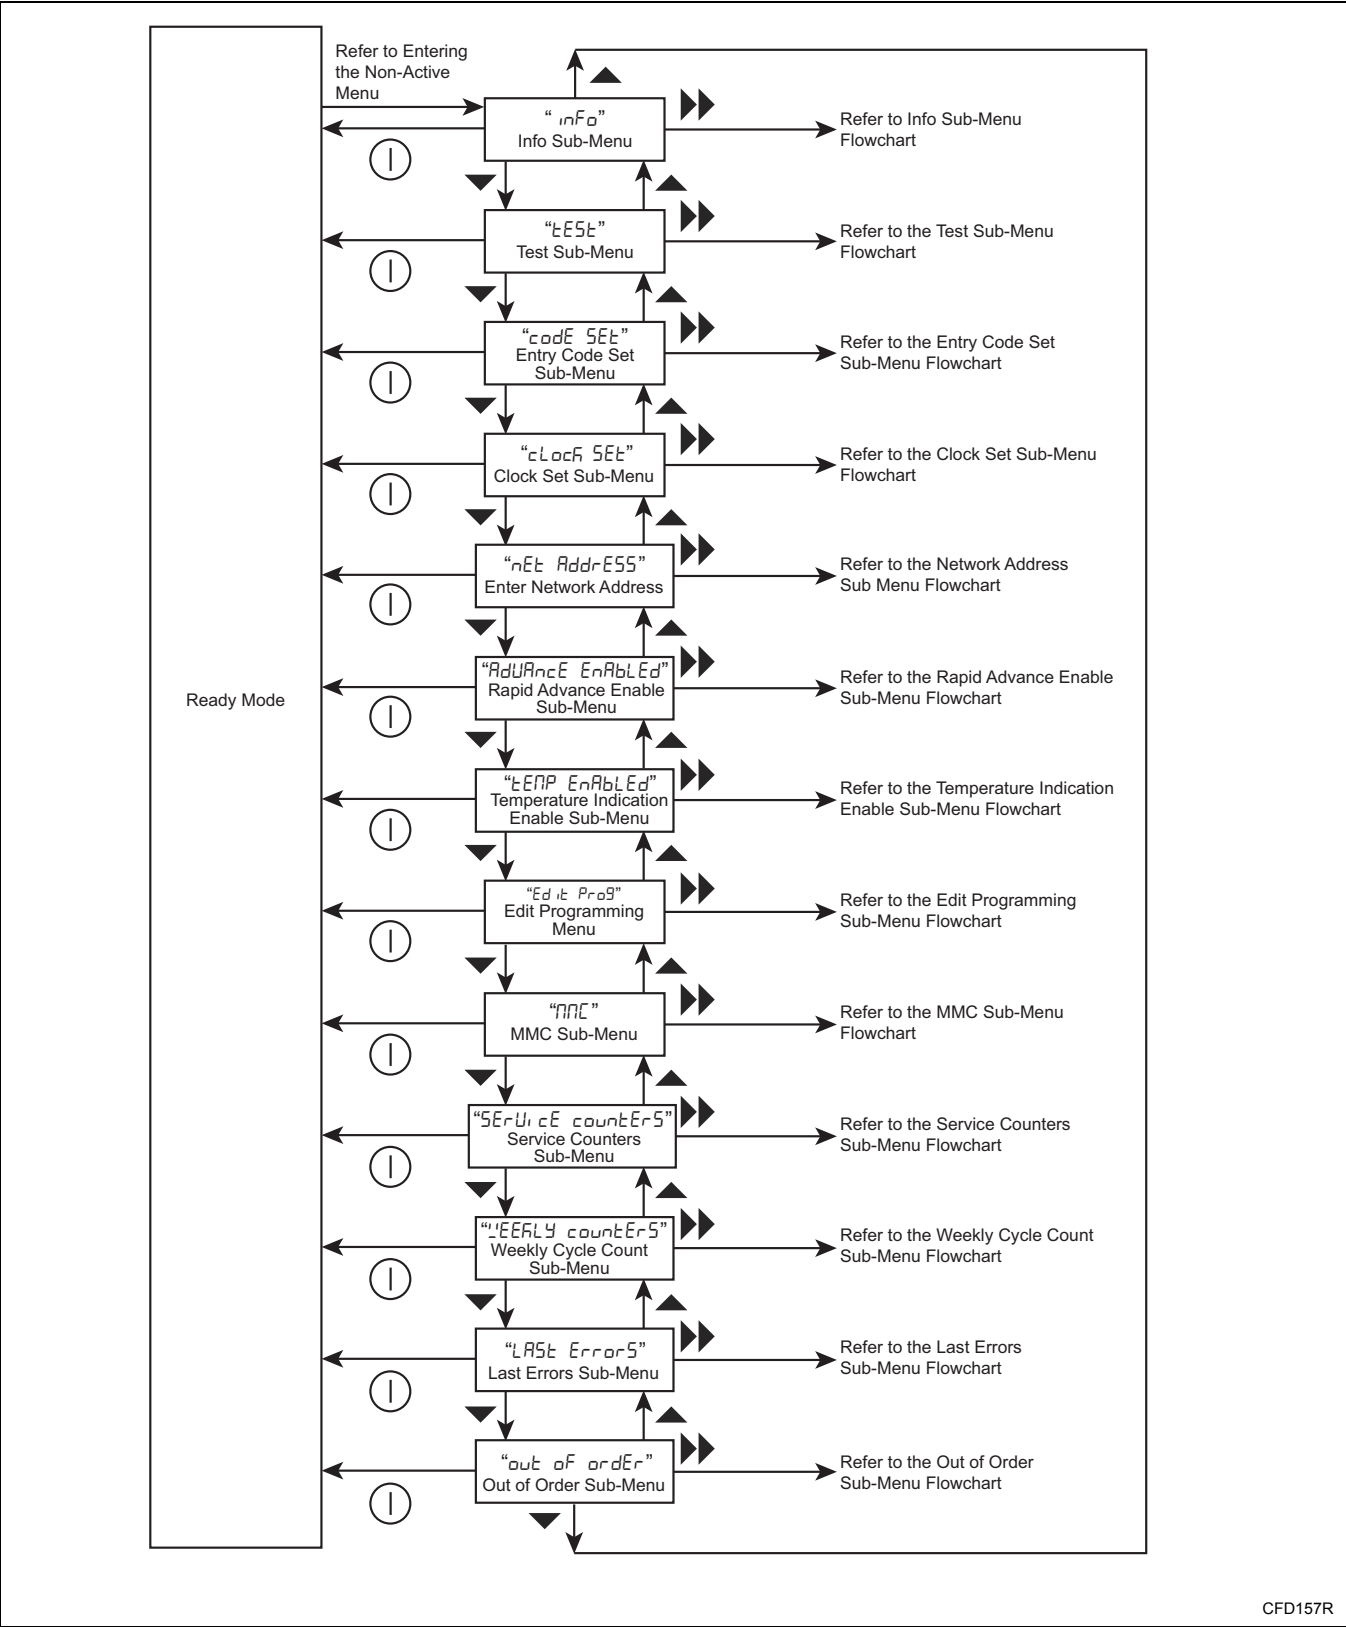 Refer to Entering
the Non-Active
Menu
Ready Mode
"inFo"
Info Sub-Menu
Refer to Info Sub-Menu
Flowchart
"tESt"
Test Sub-Menu
Refer to the Test Sub-Menu
Flowchart
"codE SEt"
Entry Code Set
Sub-Menu
Refer to the Entry Code Set
Sub-Menu Flowchart
"cLock SEt"
Clock Set Sub-Menu
Refer to the Clock Set Sub-Menu
Flowchart
"nEt AddrESS"
Enter Network Address
Refer to the Network Address
Sub Menu Flowchart
"AdUAncE EnAbLEd"
Rapid Advance Enable
Sub-Menu
Refer to the Rapid Advance Enable
Sub-Menu Flowchart
"tEMP EnAbLEd"
Temperature Indication
Enable Sub-Menu
Refer to the Temperature Indication
Enable Sub-Menu Flowchart
"Edit Prog"
Edit Programming
Menu
Refer to the Edit Programming
Sub-Menu Flowchart
"MMC"
MMC Sub-Menu
Refer to the MMC Sub-Menu
Flowchart
"SErUicE countErS"
Service Counters
Sub-Menu
Refer to the Service Counters
Sub-Menu Flowchart
"WEEkLY countErS"
Weekly Cycle Count
Sub-Menu
Refer to the Weekly Cycle Count
Sub-Menu Flowchart
"LASt ErrorS"
Last Errors Sub-Menu
Refer to the Last Errors
Sub-Menu Flowchart
"out oF ordEr"
Out of Order Sub-Menu
Refer to the Out of Order
Sub-Menu Flowchart
CFD157R